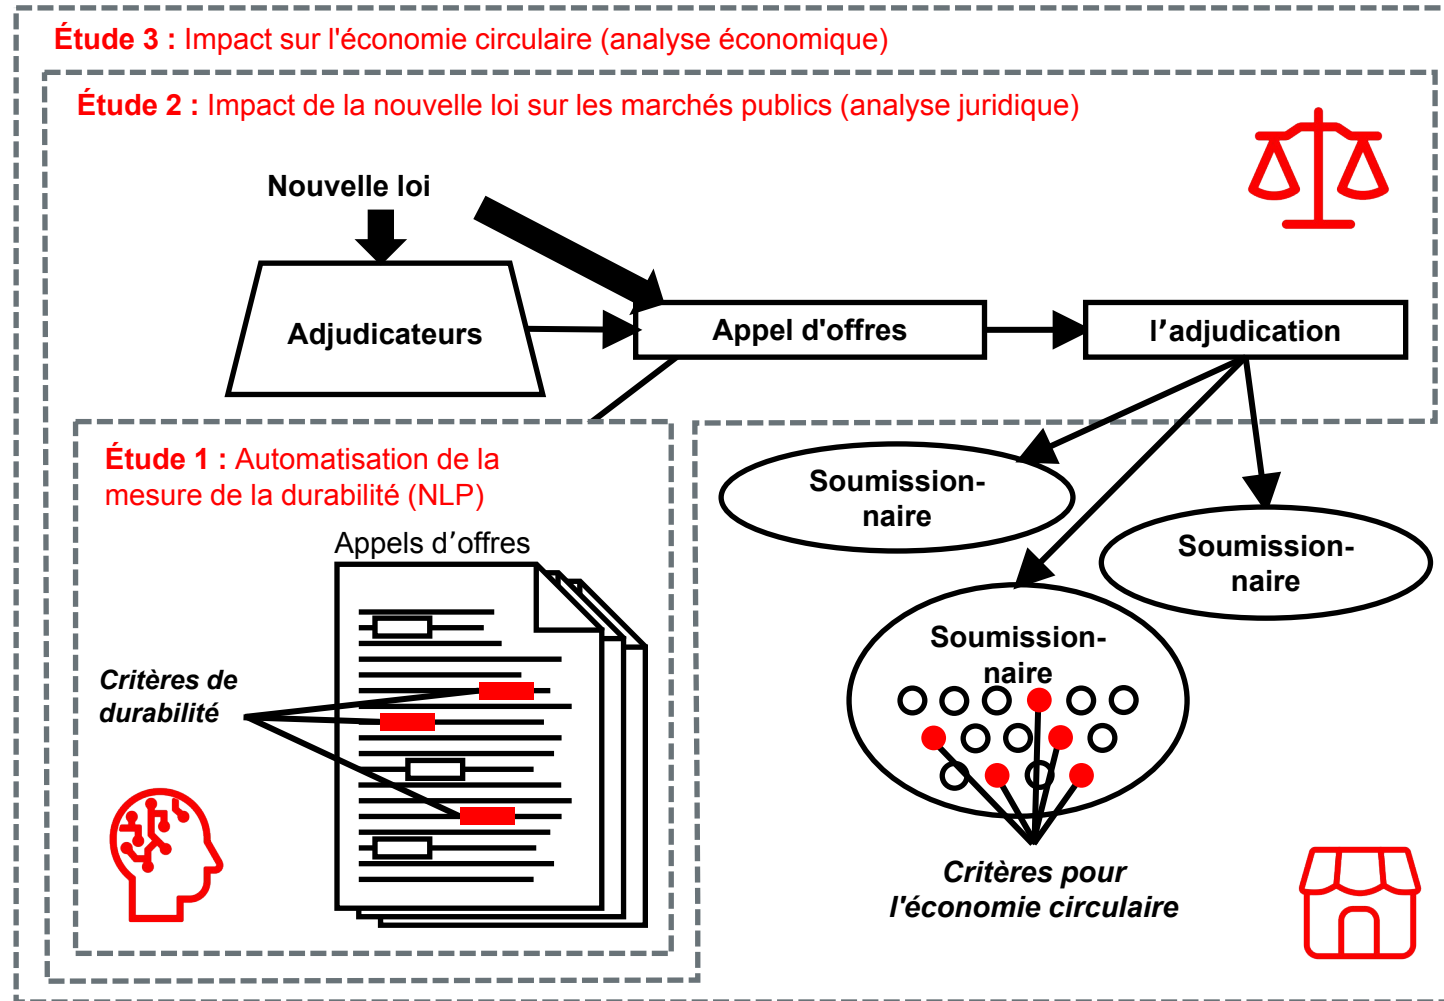 Étude 3 : Impact sur l'économie circulaire (analyse économique)
Étude 2 : Impact de la nouvelle loi sur les marchés publics (analyse juridique)
Nouvelle loi
Adjudicateurs
Appel d'offres
l’adjudication
Étude 1 : Automatisation de la
mesure de la durabilité (NLP)
Appels d’offres
Critères de
durabilité
Soumission-
naire
Soumission-
naire
Soumission-
naire
Critères pour
l'économie circulaire